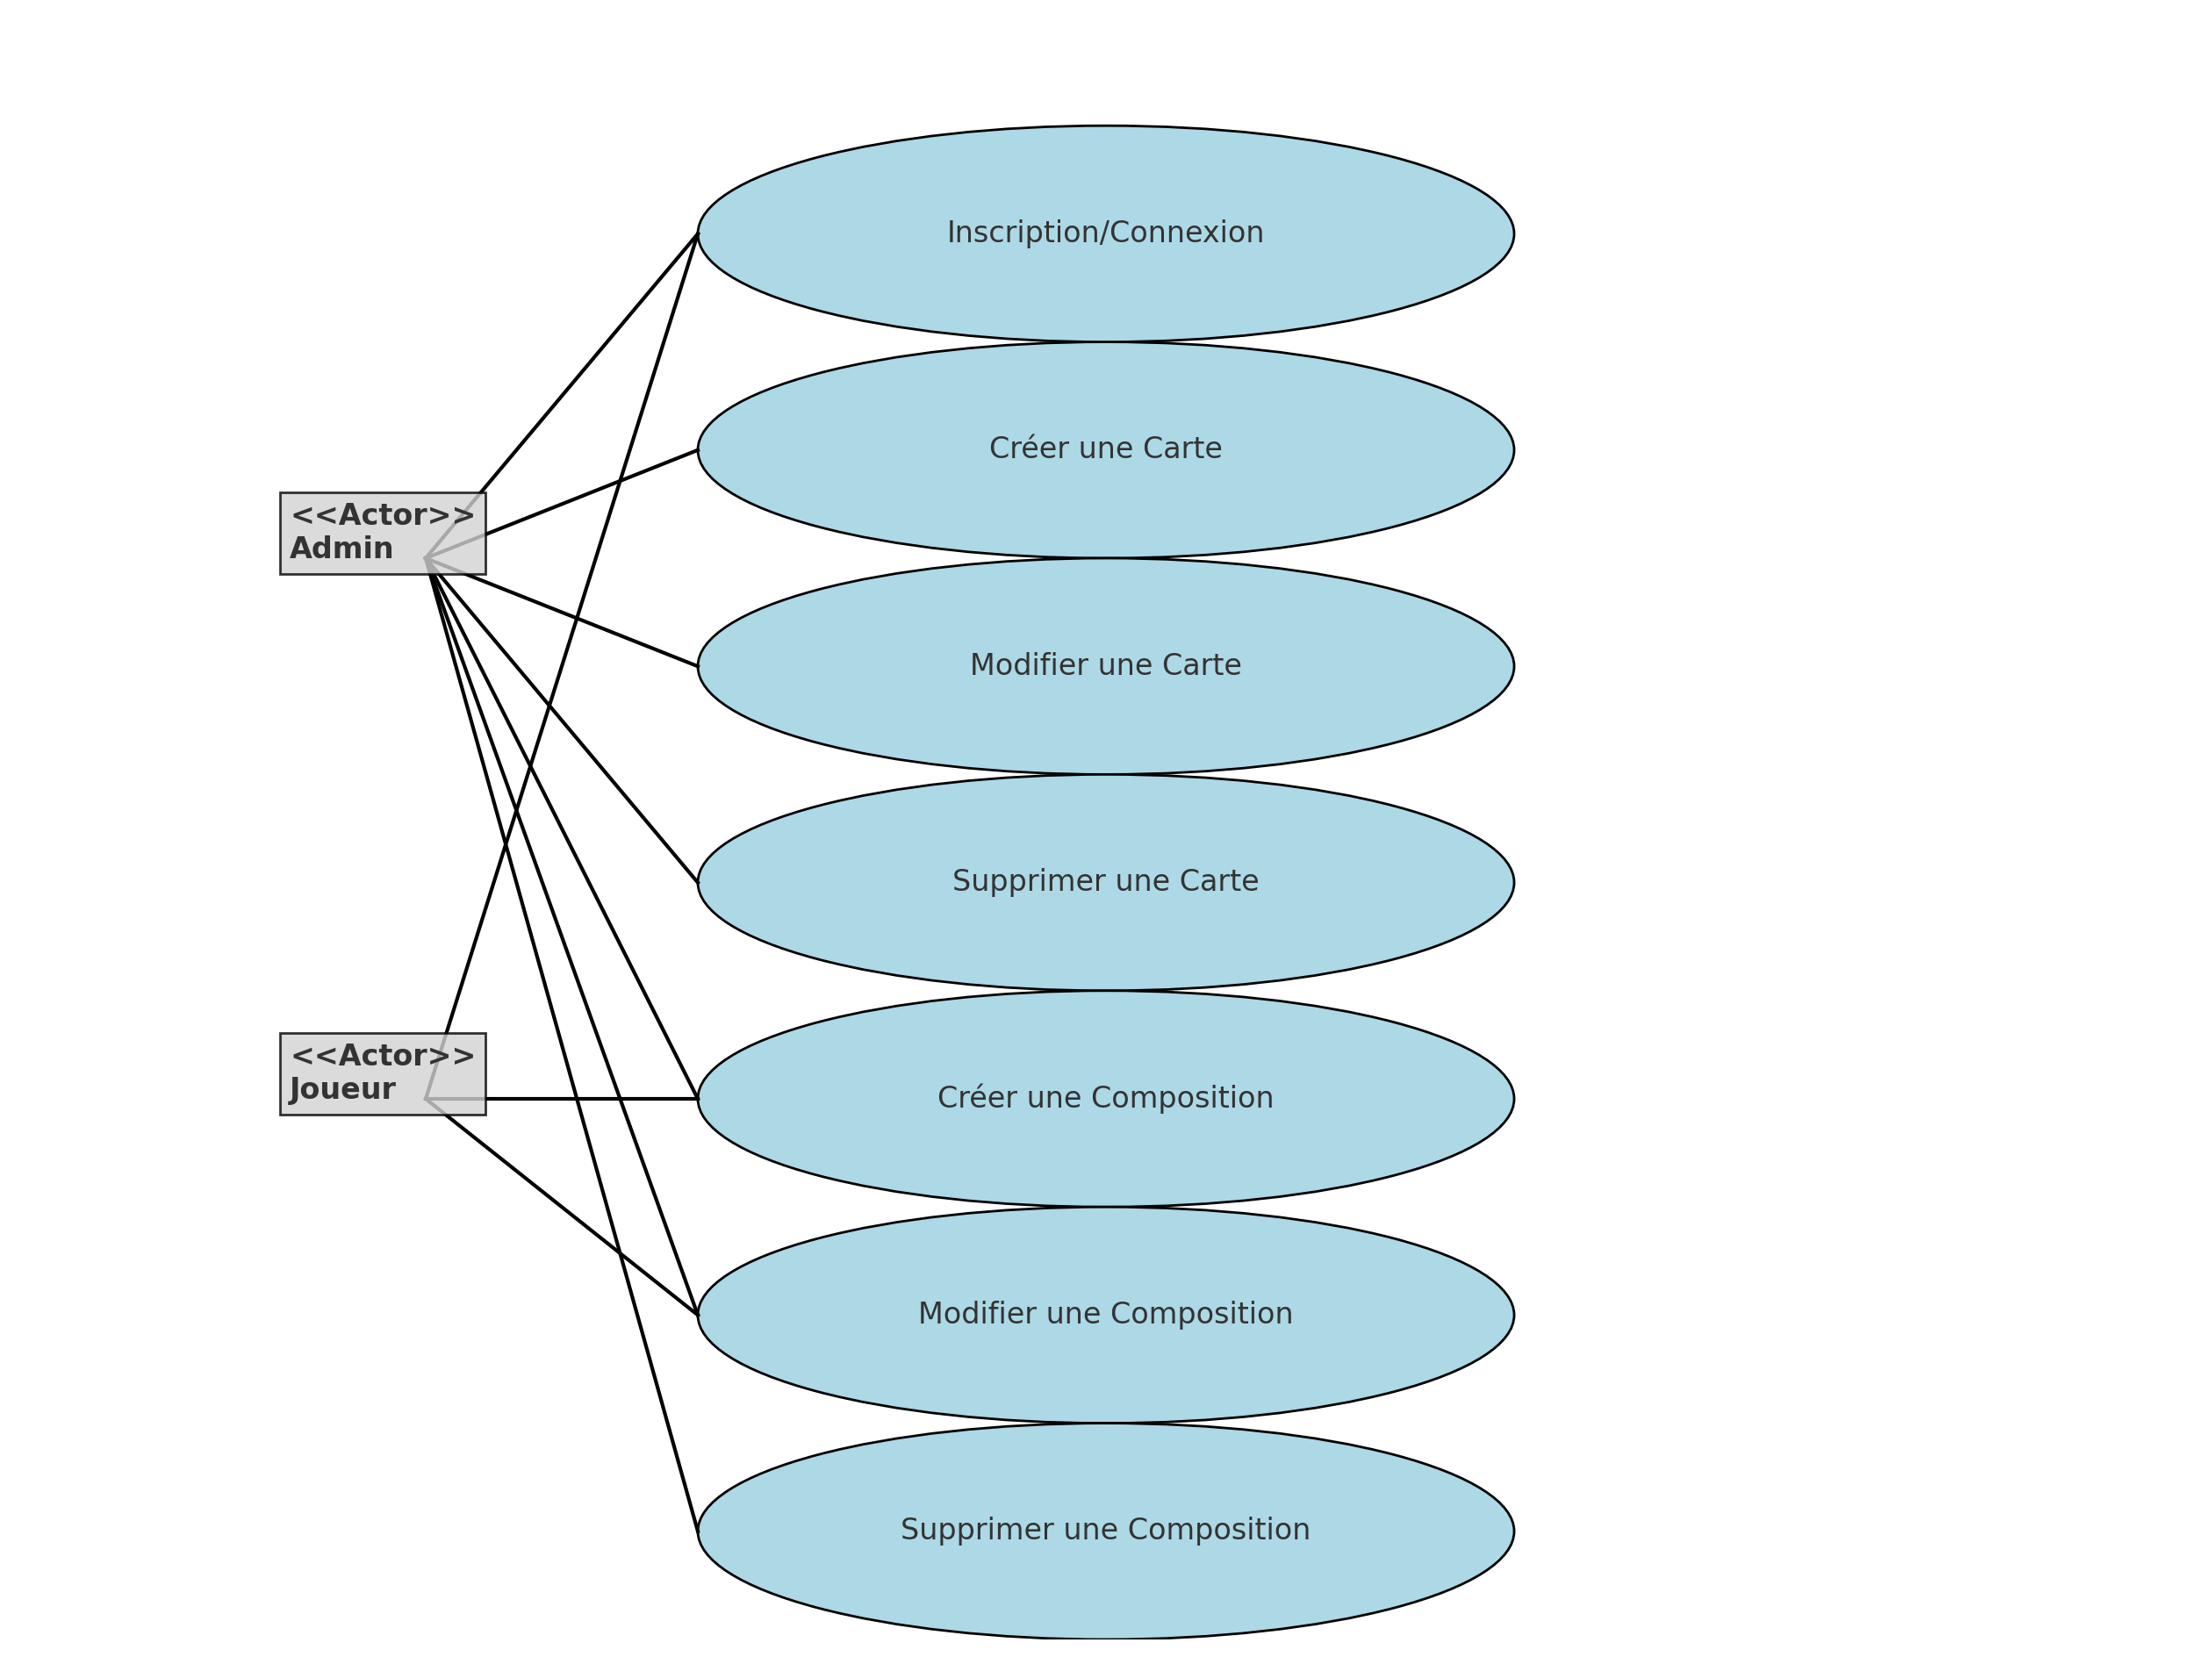 Inscription/Connexion
Créer une Carte
<<Actor>>
Admin
Modifier une Carte
Supprimer une Carte
<<Actor>>
Joueur
Créer une Composition
Modifier une Composition
Supprimer une Composition